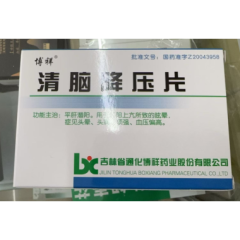 博祥
批准文号：国药准字Z20043958
清脑降压片
功能主治：平肝潜阳。用于肝阳上亢所致的眩晕，
症见头晕、头痛、项强、血压偏高。
吉林省通化博祥药业股份有限公司
JILIN TONGHUA BOXIANG PHARMACEUTICAL CO.,LTD